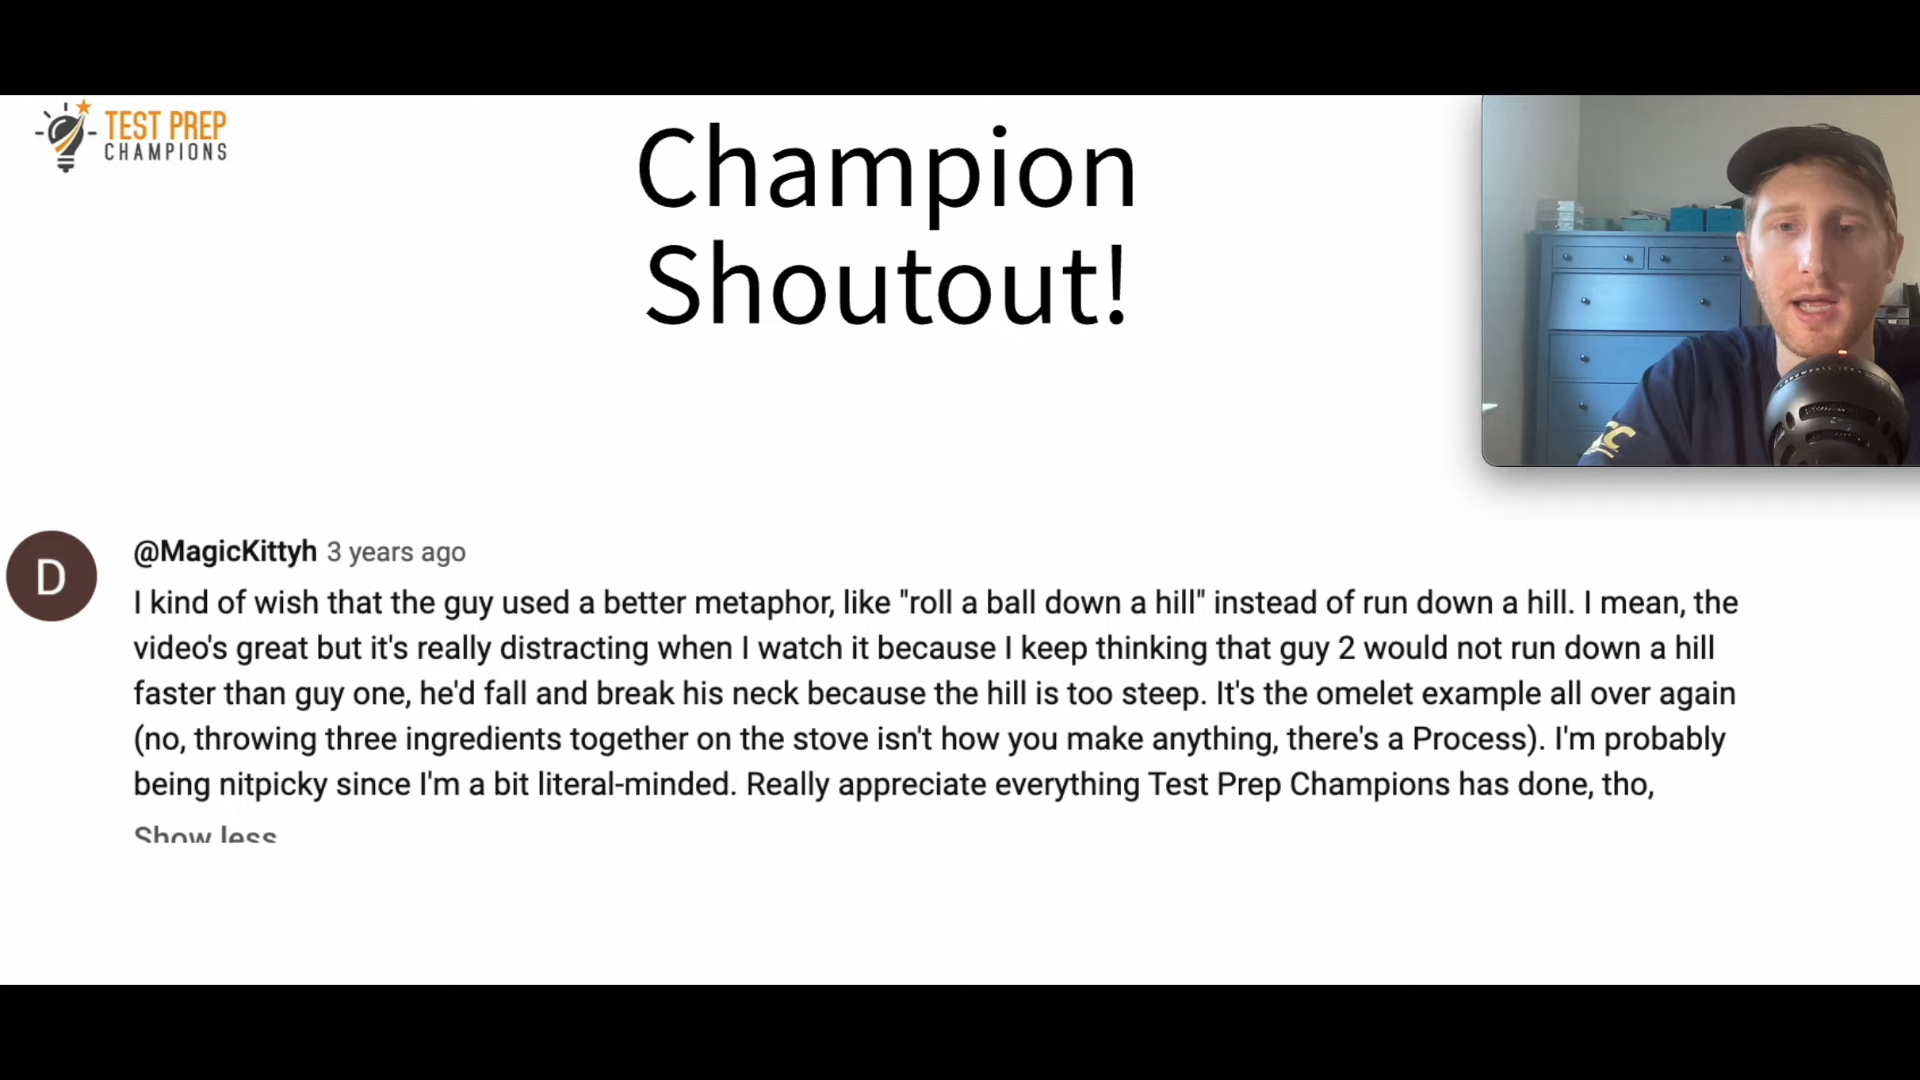 TEST PREP
CHAMPIONS
Champion
Shoutout!
D
@MagicKittyh 3 years ago
I kind of wish that the guy used a better metaphor, like "roll a ball down a hill" instead of run down a hill. I mean, the
video's great but it's really distracting when I watch it because I keep thinking that guy 2 would not run down a hill
faster than guy one, he'd fall and break his neck because the hill is too steep. It's the omelet example all over again
(no, throwing three ingredients together on the stove isn't how you make anything, there's a Process). I'm probably
being nitpicky since I'm a bit literal-minded. Really appreciate everything Test Prep Champions has done, tho,
Show less